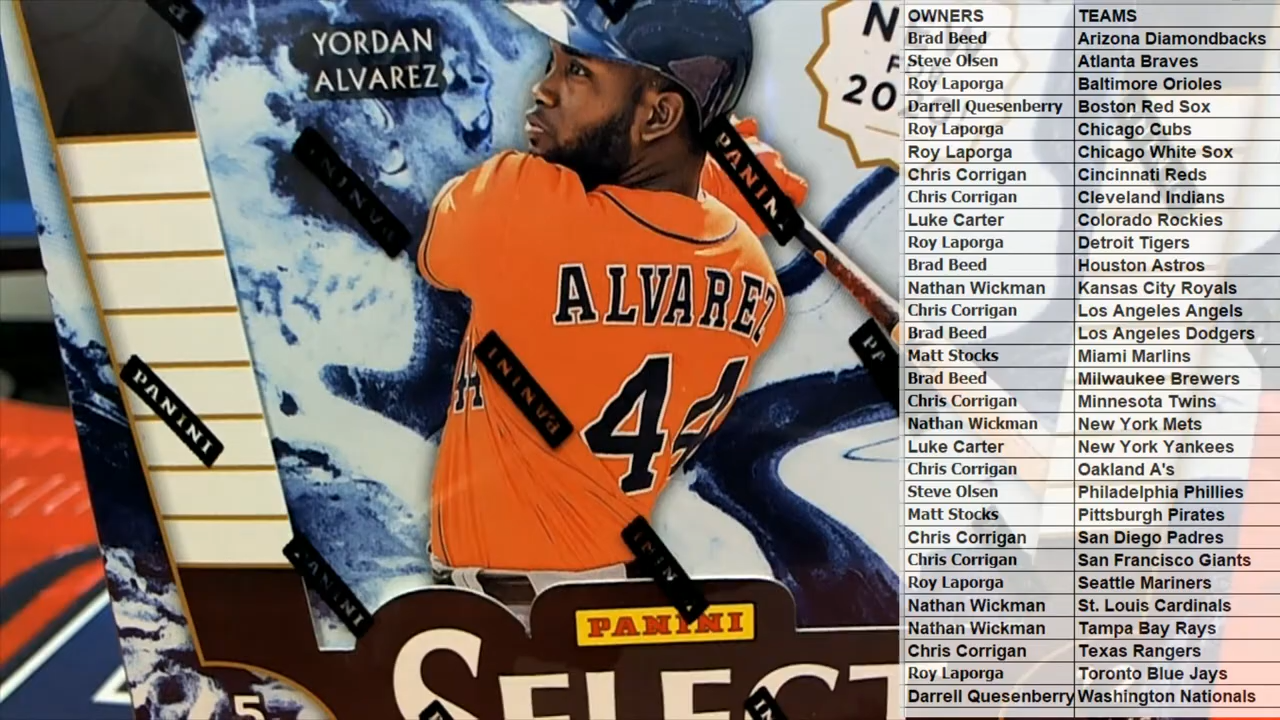 YORDAN
ALVAREZ
PANINI
PANINI
ALVAREZ
44
44
PANINI
PANINI
PANINI
PANINI
PANINI
SELECT
5
OWNERS TEAMS
Brad Beed Arizona Diamondbacks
Steve Olsen Atlanta Braves
Roy Laporga Baltimore Orioles
Darrell Quesenberry Boston Red Sox
Roy Laporga Chicago Cubs
Roy Laporga Chicago White Sox
Chris Corrigan Cincinnati Reds
Chris Corrigan Cleveland Indians
Luke Carter Colorado Rockies
Roy Laporga Detroit Tigers
Brad Beed Houston Astros
Nathan Wickman Kansas City Royals
Chris Corrigan Los Angeles Angels
Brad Beed Los Angeles Dodgers
Matt Stocks Miami Marlins
Brad Beed Milwaukee Brewers
Chris Corrigan Minnesota Twins
Nathan Wickman New York Mets
Luke Carter New York Yankees
Chris Corrigan Oakland A's
Steve Olsen Philadelphia Phillies
Matt Stocks Pittsburgh Pirates
Chris Corrigan San Diego Padres
Chris Corrigan San Francisco Giants
Roy Laporga Seattle Mariners
Nathan Wickman St. Louis Cardinals
Nathan Wickman Tampa Bay Rays
Chris Corrigan Texas Rangers
Roy Laporga Toronto Blue Jays
Darrell Quesenberry Washington Nationals